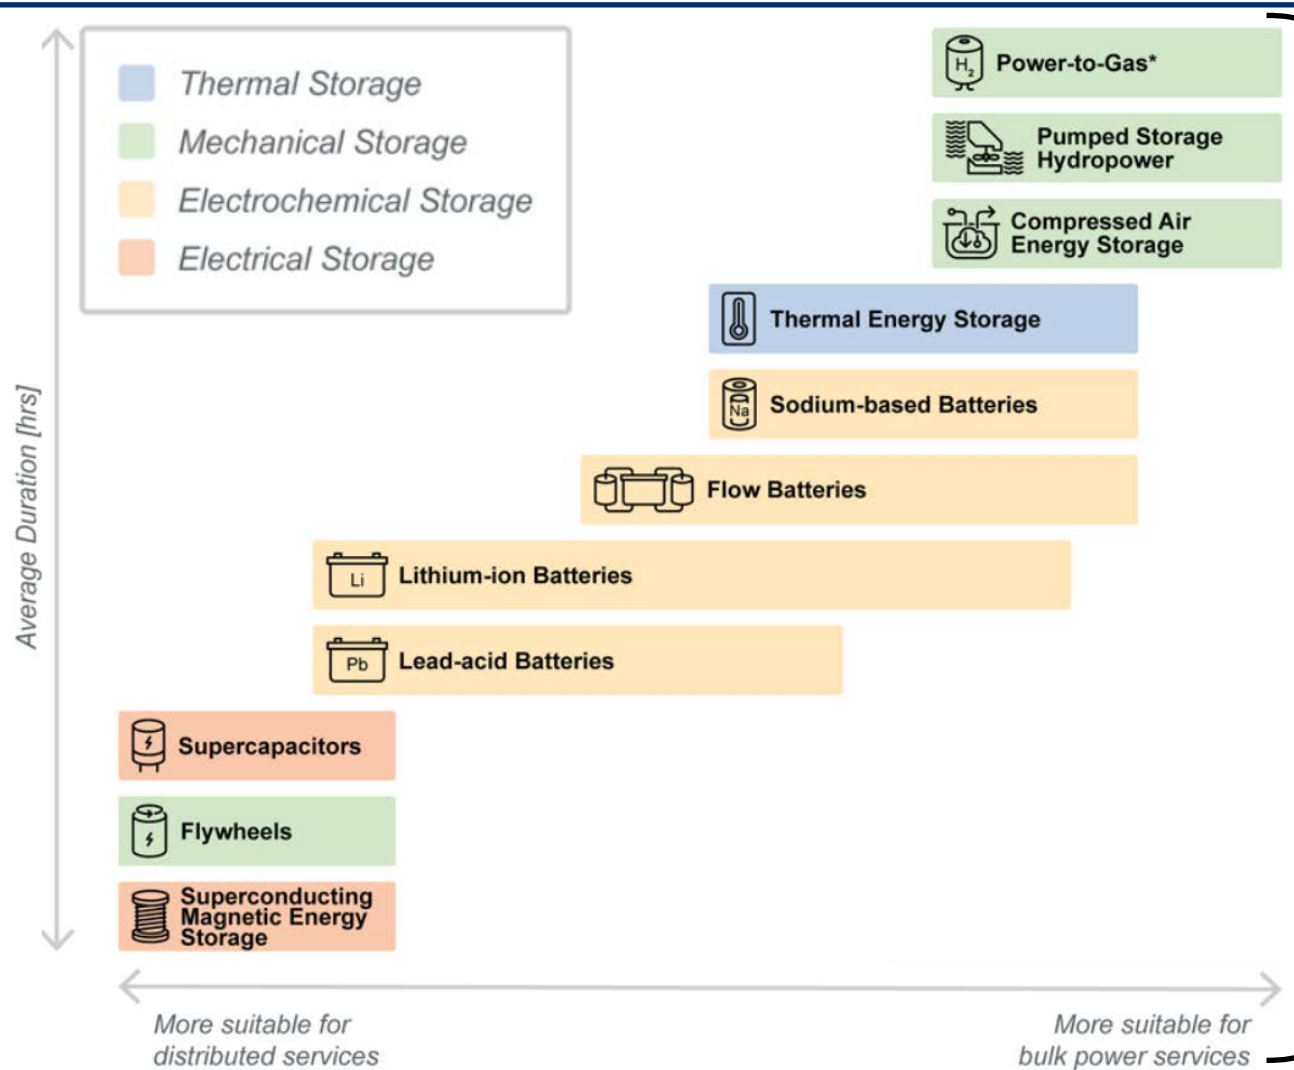 Thermal Storage
Mechanical Storage
Electrochemical Storage
Electrical Storage
H2
Power-to-Gas*
Pumped Storage
Hydropower
Compressed Air
Energy Storage
Thermal Energy Storage
Na
Sodium-based Batteries
Flow Batteries
Li
Lithium-ion Batteries
Pb
Lead-acid Batteries
Supercapacitors
Flywheels
Superconducting
Magnetic Energy
Storage
Average Duration [hrs]
More suitable for
distributed services
More suitable for
bulk power services